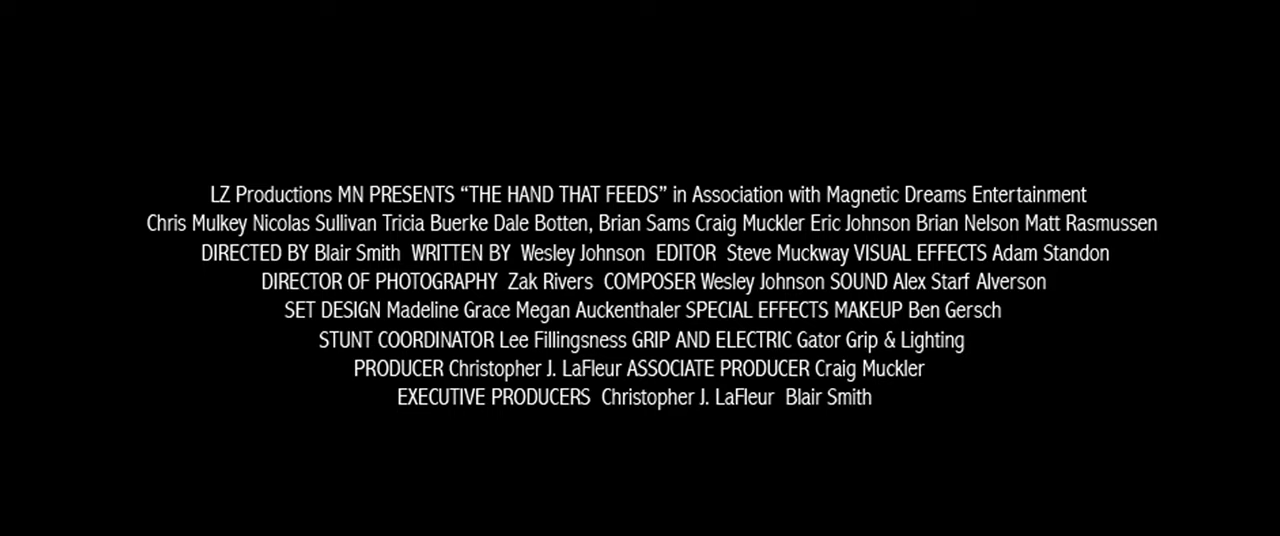 LZ Productions MN PRESENTS “THE HAND THAT FEEDS” in Association with Magnetic Dreams Entertainment
Chris Mulkey Nicolas Sullivan Tricia Buerke Dale Botten, Brian Sams Craig Muckler Eric Johnson Brian Nelson Matt Rasmussen
DIRECTED BY Blair Smith WRITTEN BY Wesley Johnson EDITOR Steve Muckway VISUAL EFFECTS Adam Standon
DIRECTOR OF PHOTOGRAPHY Zak Rivers COMPOSER Wesley Johnson SOUND Alex Starf Alverson
SET DESIGN Madeline Grace Megan Auckenthaler SPECIAL EFFECTS MAKEUP Ben Gersch
STUNT COORDINATOR Lee Fillingsness GRIP AND ELECTRIC Gator Grip & Lighting
PRODUCER Christopher J. LaFleur ASSOCIATE PRODUCER Craig Muckler
EXECUTIVE PRODUCERS Christopher J. LaFleur Blair Smith